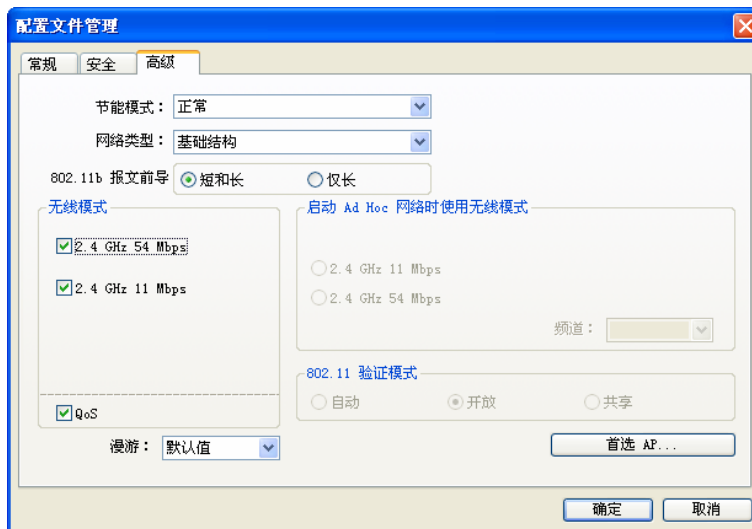 配置文件管理
常规 安全 高级
节能模式： 正常
网络类型： 基础结构
802.11b 报文前导 短和长 仅长
无线模式
2.4 GHz 54 Mbps
2.4 GHz 11 Mbps
QoS
漫游： 默认值
启动 Ad Hoc 网络时使用无线模式
2.4 GHz 11 Mbps
2.4 GHz 54 Mbps
频道：
802.11 验证模式
自动 开放 共享
首选 AP...
确定 取消